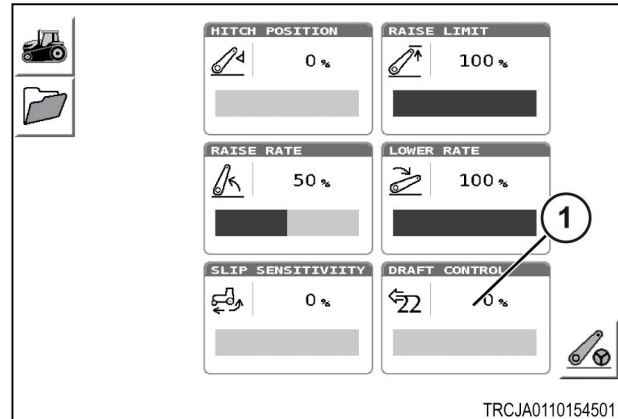 HITCH POSITION
0 %
RAISE LIMIT
100 %
RAISE RATE
50 %
LOWER RATE
100 %
1
SLIP SENSITIVIITY
0 %
DRAFT CONTROL
22
0 %
TRCJA0110154501